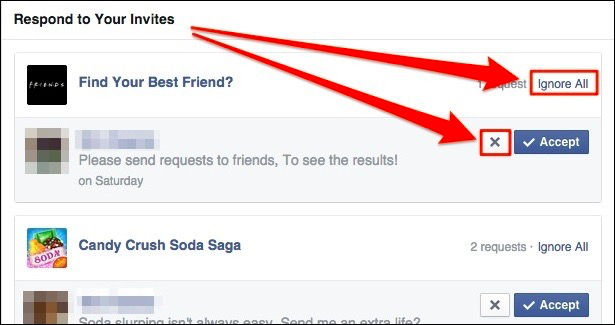 Respond to Your Invites
FRIENDS
Find Your Best Friend?
1 request Ignore All
Please send requests to friends, To see the results!
on Saturday
× ✓ Accept
SODA
Candy Crush Soda Saga
2 requests · Ignore All
Soda slurping isn't always easy. Send me an extra life?
× ✓ Accept